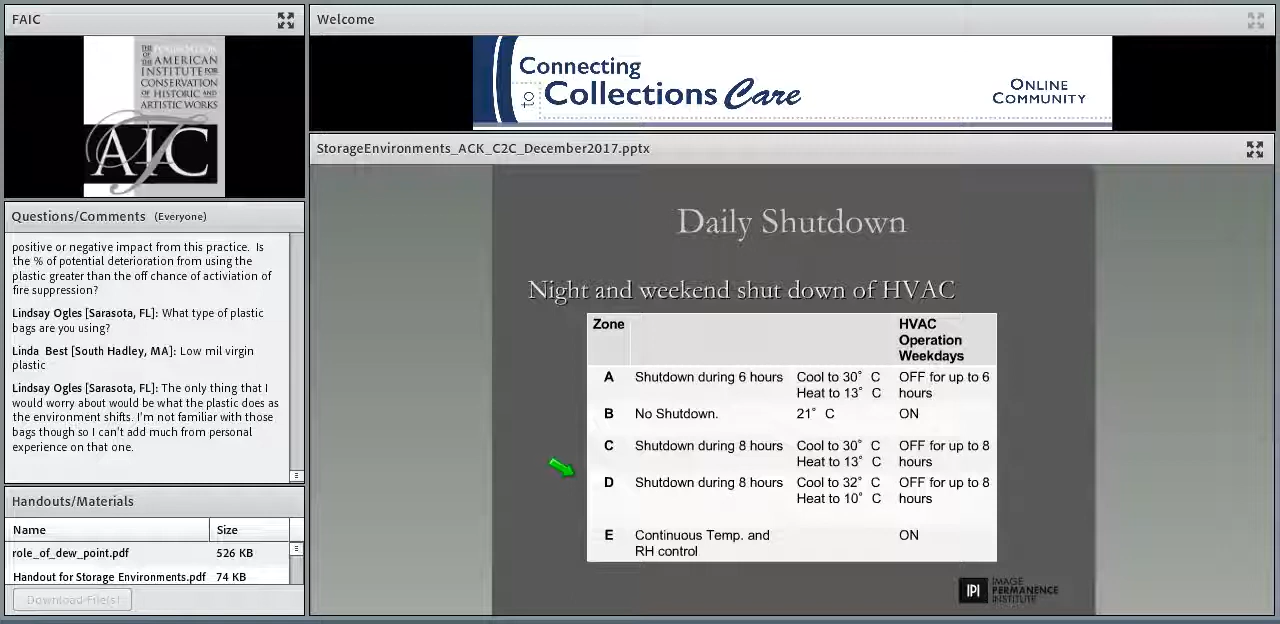 FAIC
THE FOUNDATION
OF THE AMERICAN
INSTITUTE FOR
CONSERVATION
OF HISTORIC AND
ARTISTIC WORKS
AIC
Questions/Comments (Everyone)
positive or negative impact from this practice. Is
the % of potential deterioration from using the
plastic greater than the off chance of activiation of
fire suppression?
Lindsay Ogles [Sarasota, FL]: What type of plastic
bags are you using?
Linda Best [South Hadley, MA]: Low mil virgin
plastic
Lindsay Ogles [Sarasota, FL]: The only thing that I
would worry about would be what the plastic does as
the environment shifts. I'm not familiar with those
bags though so I can't add much from personal
experience on that one.
Handouts/Materials
Name Size
role_of_dew_point.pdf 526 KB
Handout for Storage Environments.pdf 74 KB
Download File(s)
Welcome
Connecting
to Collections Care
ONLINE
COMMUNITY
StorageEnvironments_ACK_C2C_December2017.pptx
Daily Shutdown
Night and weekend shut down of HVAC
Zone HVAC
Operation
Weekdays
A Shutdown during 6 hours Cool to 30° C OFF for up to 6
Heat to 13° C hours
B No Shutdown. 21° C ON
C Shutdown during 8 hours Cool to 30° C OFF for up to 8
Heat to 13° C hours
D Shutdown during 8 hours Cool to 32° C OFF for up to 8
Heat to 10° C hours
E Continuous Temp. and ON
RH control
IPI IMAGE
PERMANENCE
INSTITUTE